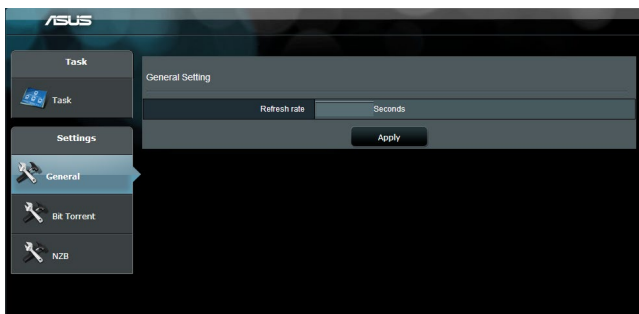 ASUS
Task
Task
Settings
General
Bit Torrent
NZB
General Setting
Refresh rate Seconds
Apply